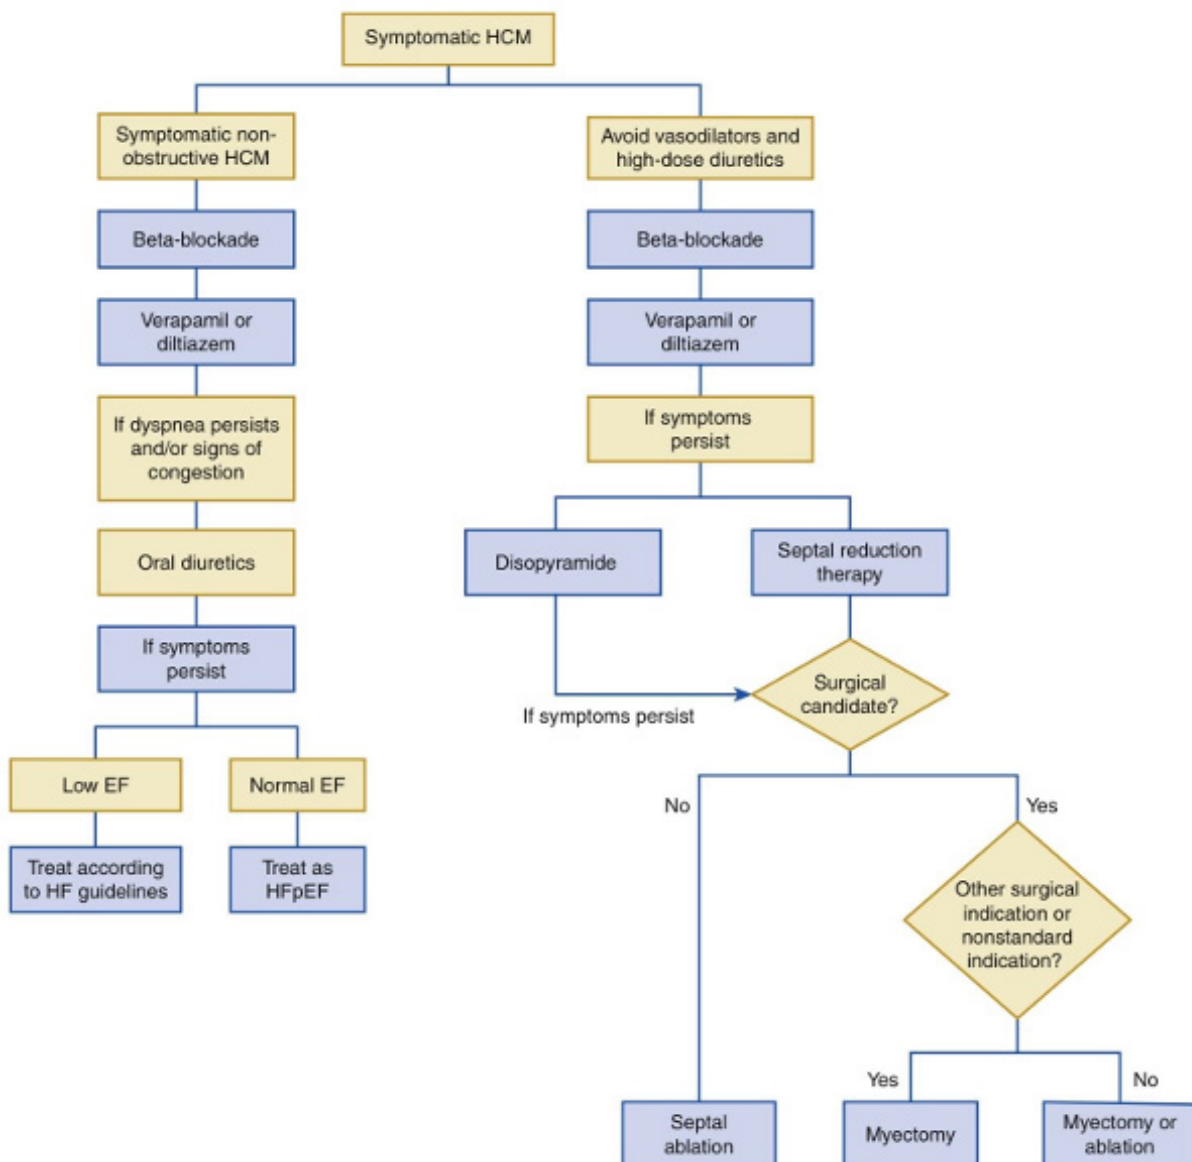 Symptomatic HCM
Symptomatic non-
obstructive HCM
Beta-blockade
Verapamil or
diltiazem
If dyspnea persists
and/or signs of
congestion
Oral diuretics
If symptoms
persist
Low EF
Normal EF
Treat according
to HF guidelines
Treat as
HFpEF
Avoid vasodilators and
high-dose diuretics
Beta-blockade
Verapamil or
diltiazem
If symptoms
persist
Disopyramide
Septal reduction
therapy
If symptoms persist
Surgical
candidate?
No
Yes
Other surgical
indication or
nonstandard
indication?
Yes
No
Septal
ablation
Myectomy
Myectomy or
ablation